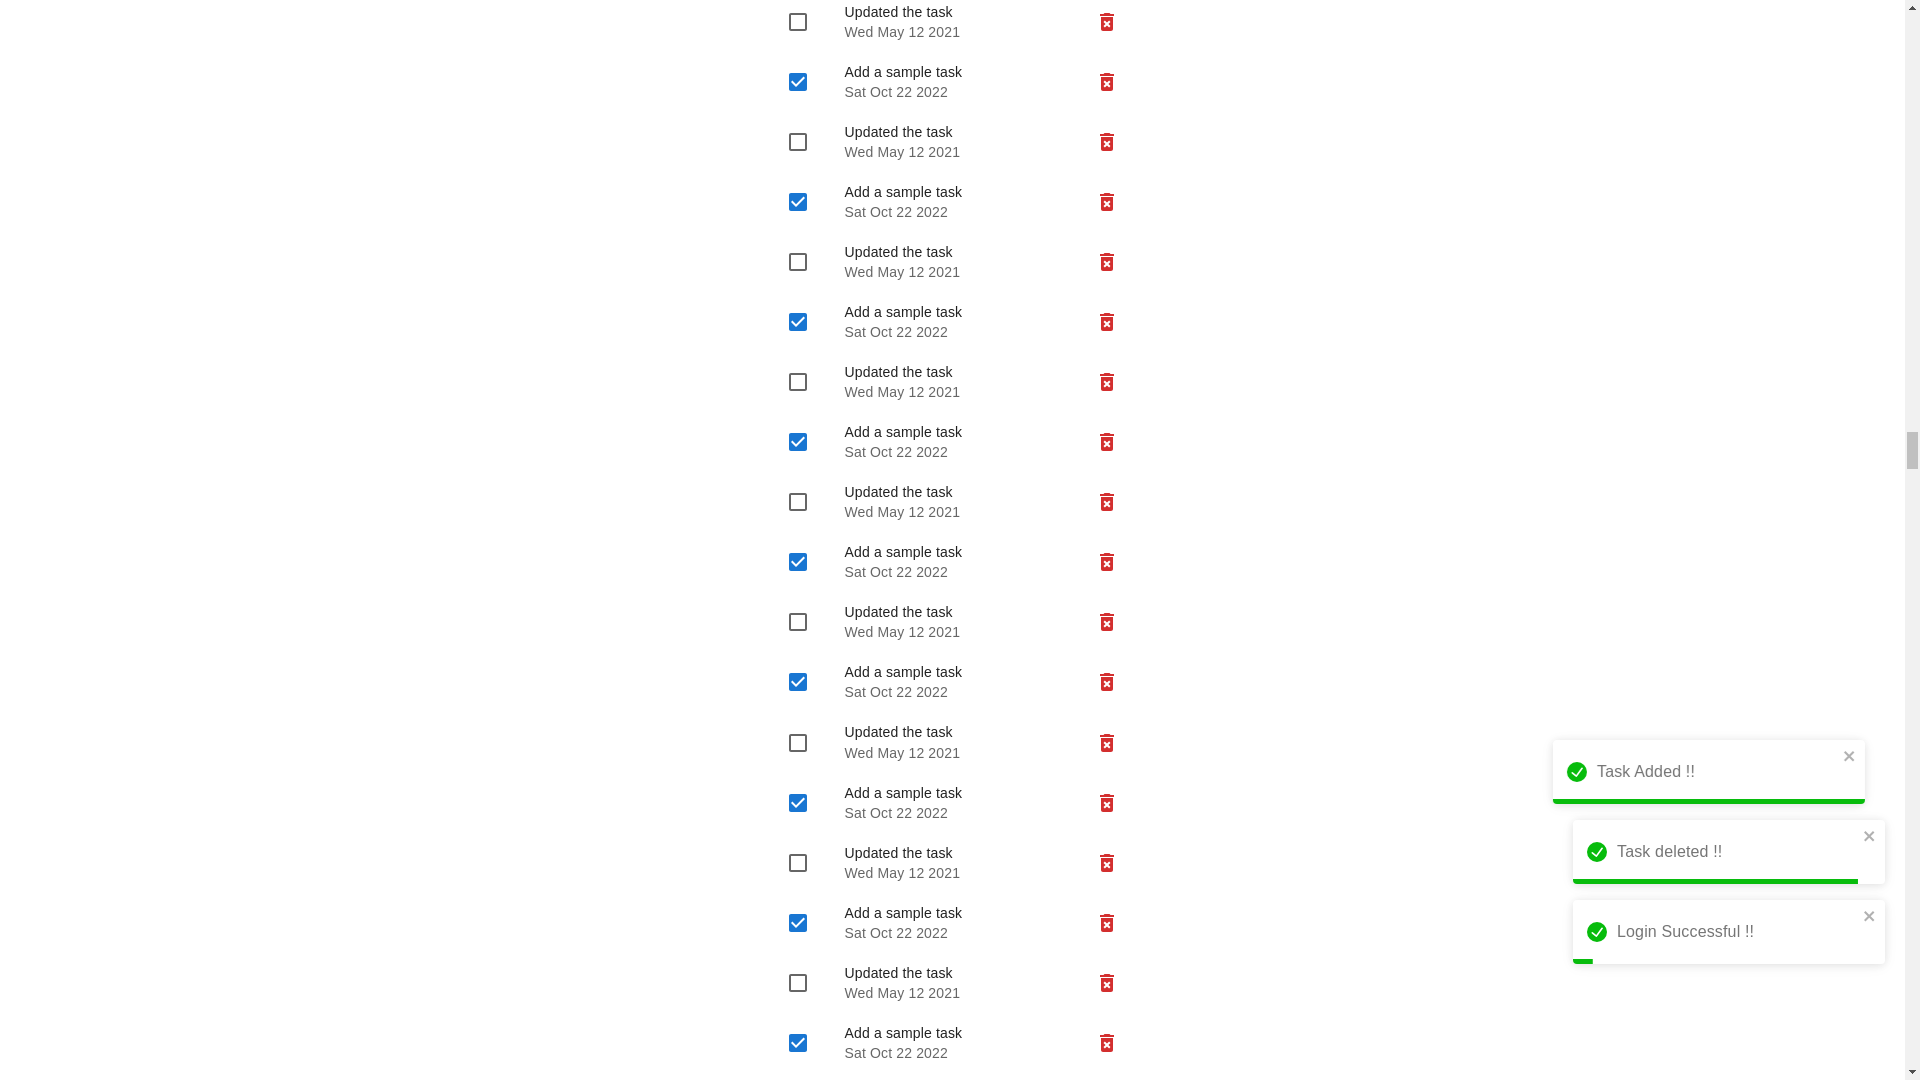 Updated the task
Wed May 12 2021
Add a sample task
Sat Oct 22 2022
Updated the task
Wed May 12 2021
Add a sample task
Sat Oct 22 2022
Updated the task
Wed May 12 2021
Add a sample task
Sat Oct 22 2022
Updated the task
Wed May 12 2021
Add a sample task
Sat Oct 22 2022
Updated the task
Wed May 12 2021
Add a sample task
Sat Oct 22 2022
Updated the task
Wed May 12 2021
Add a sample task
Sat Oct 22 2022
Updated the task
Wed May 12 2021
Add a sample task
Sat Oct 22 2022
Updated the task
Wed May 12 2021
Add a sample task
Sat Oct 22 2022
Updated the task
Wed May 12 2021
Add a sample task
Sat Oct 22 2022
Task Added !!
Task deleted !!
Login Successful !!